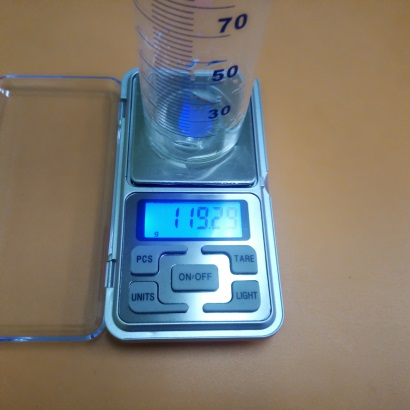 70
50
30
119.29
g
PCS
TARE
ON•OFF
UNITS
LIGHT